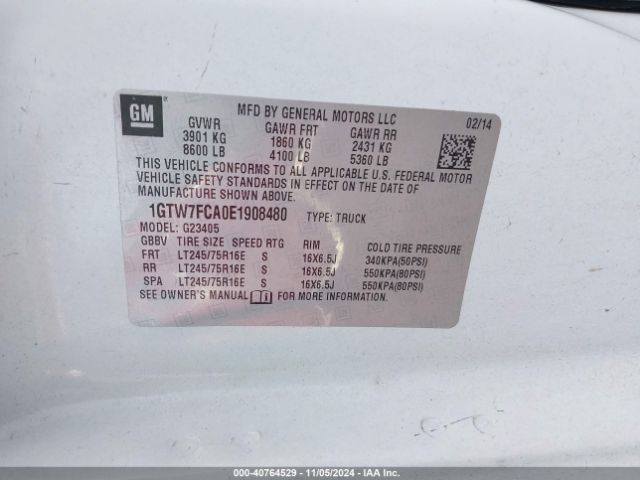 GM
MFD BY GENERAL MOTORS LLC
02/14
GVWR GAWR FRT GAWR RR
3901 KG 1860 KG 2431 KG
8600 LB 4100 LB 5360 LB
THIS VEHICLE CONFORMS TO ALL APPLICABLE U.S. FEDERAL MOTOR
VEHICLE SAFETY STANDARDS IN EFFECT ON THE DATE OF
MANUFACTURE SHOWN ABOVE.
1GTW7FCA0E1908480 TYPE: TRUCK
MODEL: G23405
GBBV TIRE SIZE SPEED RTG RIM COLD TIRE PRESSURE
FRT LT245/75R16E S 16X6.5J 340KPA(50PSI)
RR LT245/75R16E S 16X6.5J 550KPA(80PSI)
SPA LT245/75R16E S 16X6.5J 550KPA(80PSI)
SEE OWNER'S MANUAL FOR MORE INFORMATION.
000-40764529 - 11/05/2024 - IAA Inc.